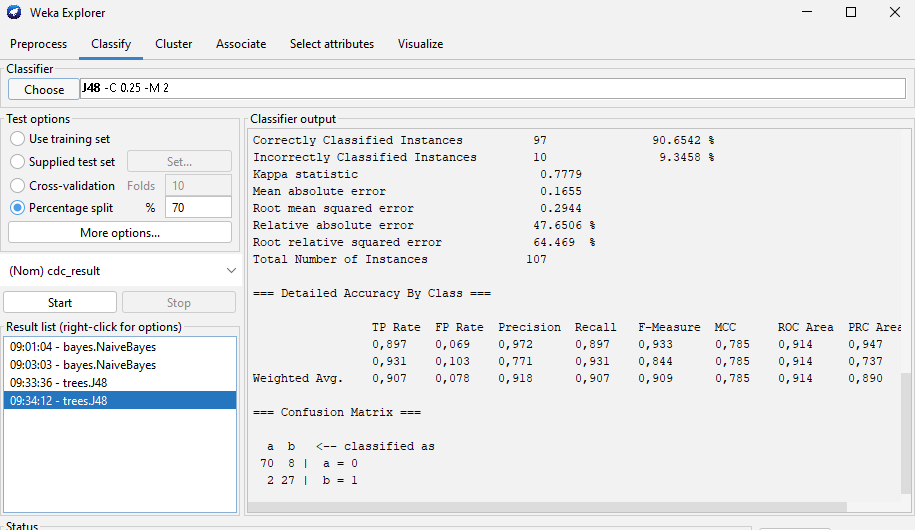 Weka Explorer
Preprocess Classify Cluster Associate Select attributes Visualize
Classifier
Choose J48 -C 0.25 -M 2
Test options
Use training set
Supplied test set Set...
Cross-validation Folds 10
Percentage split % 70
More options...
(Nom) cdc_result
Start Stop
Result list (right-click for options)
09:01:04 - bayes.NaiveBayes
09:03:03 - bayes.NaiveBayes
09:33:36 - trees.J48
09:34:12 - trees.J48
Classifier output
Correctly Classified Instances 97 90.6542 %
Incorrectly Classified Instances 10 9.3458 %
Kappa statistic 0.7779
Mean absolute error 0.1655
Root mean squared error 0.2944
Relative absolute error 47.6506 %
Root relative squared error 64.469 %
Total Number of Instances 107
=== Detailed Accuracy By Class ===
TP Rate FP Rate Precision Recall F-Measure MCC ROC Area PRC Area
0,897 0,069 0,972 0,897 0,933 0,785 0,914 0,947
0,931 0,103 0,771 0,931 0,844 0,785 0,914 0,737
Weighted Avg. 0,907 0,078 0,918 0,907 0,909 0,785 0,914 0,890
=== Confusion Matrix ===
a b <-- classified as
70 8 | a = 0
2 27 | b = 1
Status